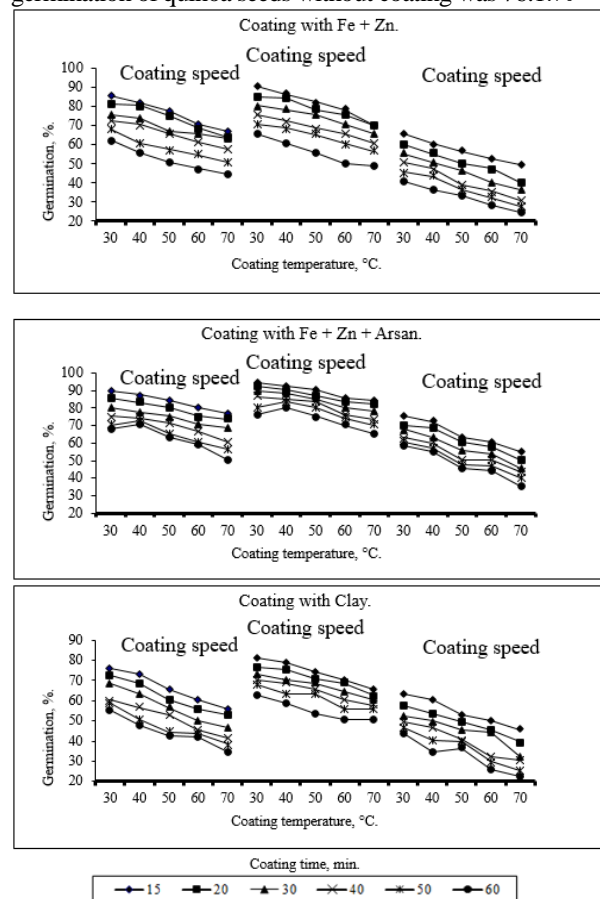 germination of quinoa seeds without coating was
Coating with Fe + Zn.
Coating speed Coating speed Coating speed
Germination, %.
100
90
80
70
60
50
40
30
20
30 40 50 60 70 30 40 50 60 70 30 40 50 60 70
Coating temperature, °C.
Coating with Fe + Zn + Arsan.
Coating speed Coating speed Coating speed
Germination, %.
100
90
80
70
60
50
40
30
20
30 40 50 60 70 30 40 50 60 70 30 40 50 60 70
Coating temperature, °C.
Coating with Clay.
Coating speed Coating speed Coating speed
Germination, %.
90
80
70
60
50
40
30
20
30 40 50 60 70 30 40 50 60 70 30 40 50 60 70
Coating temperature, °C.
Coating time, min.
15 20 30 40 50 60